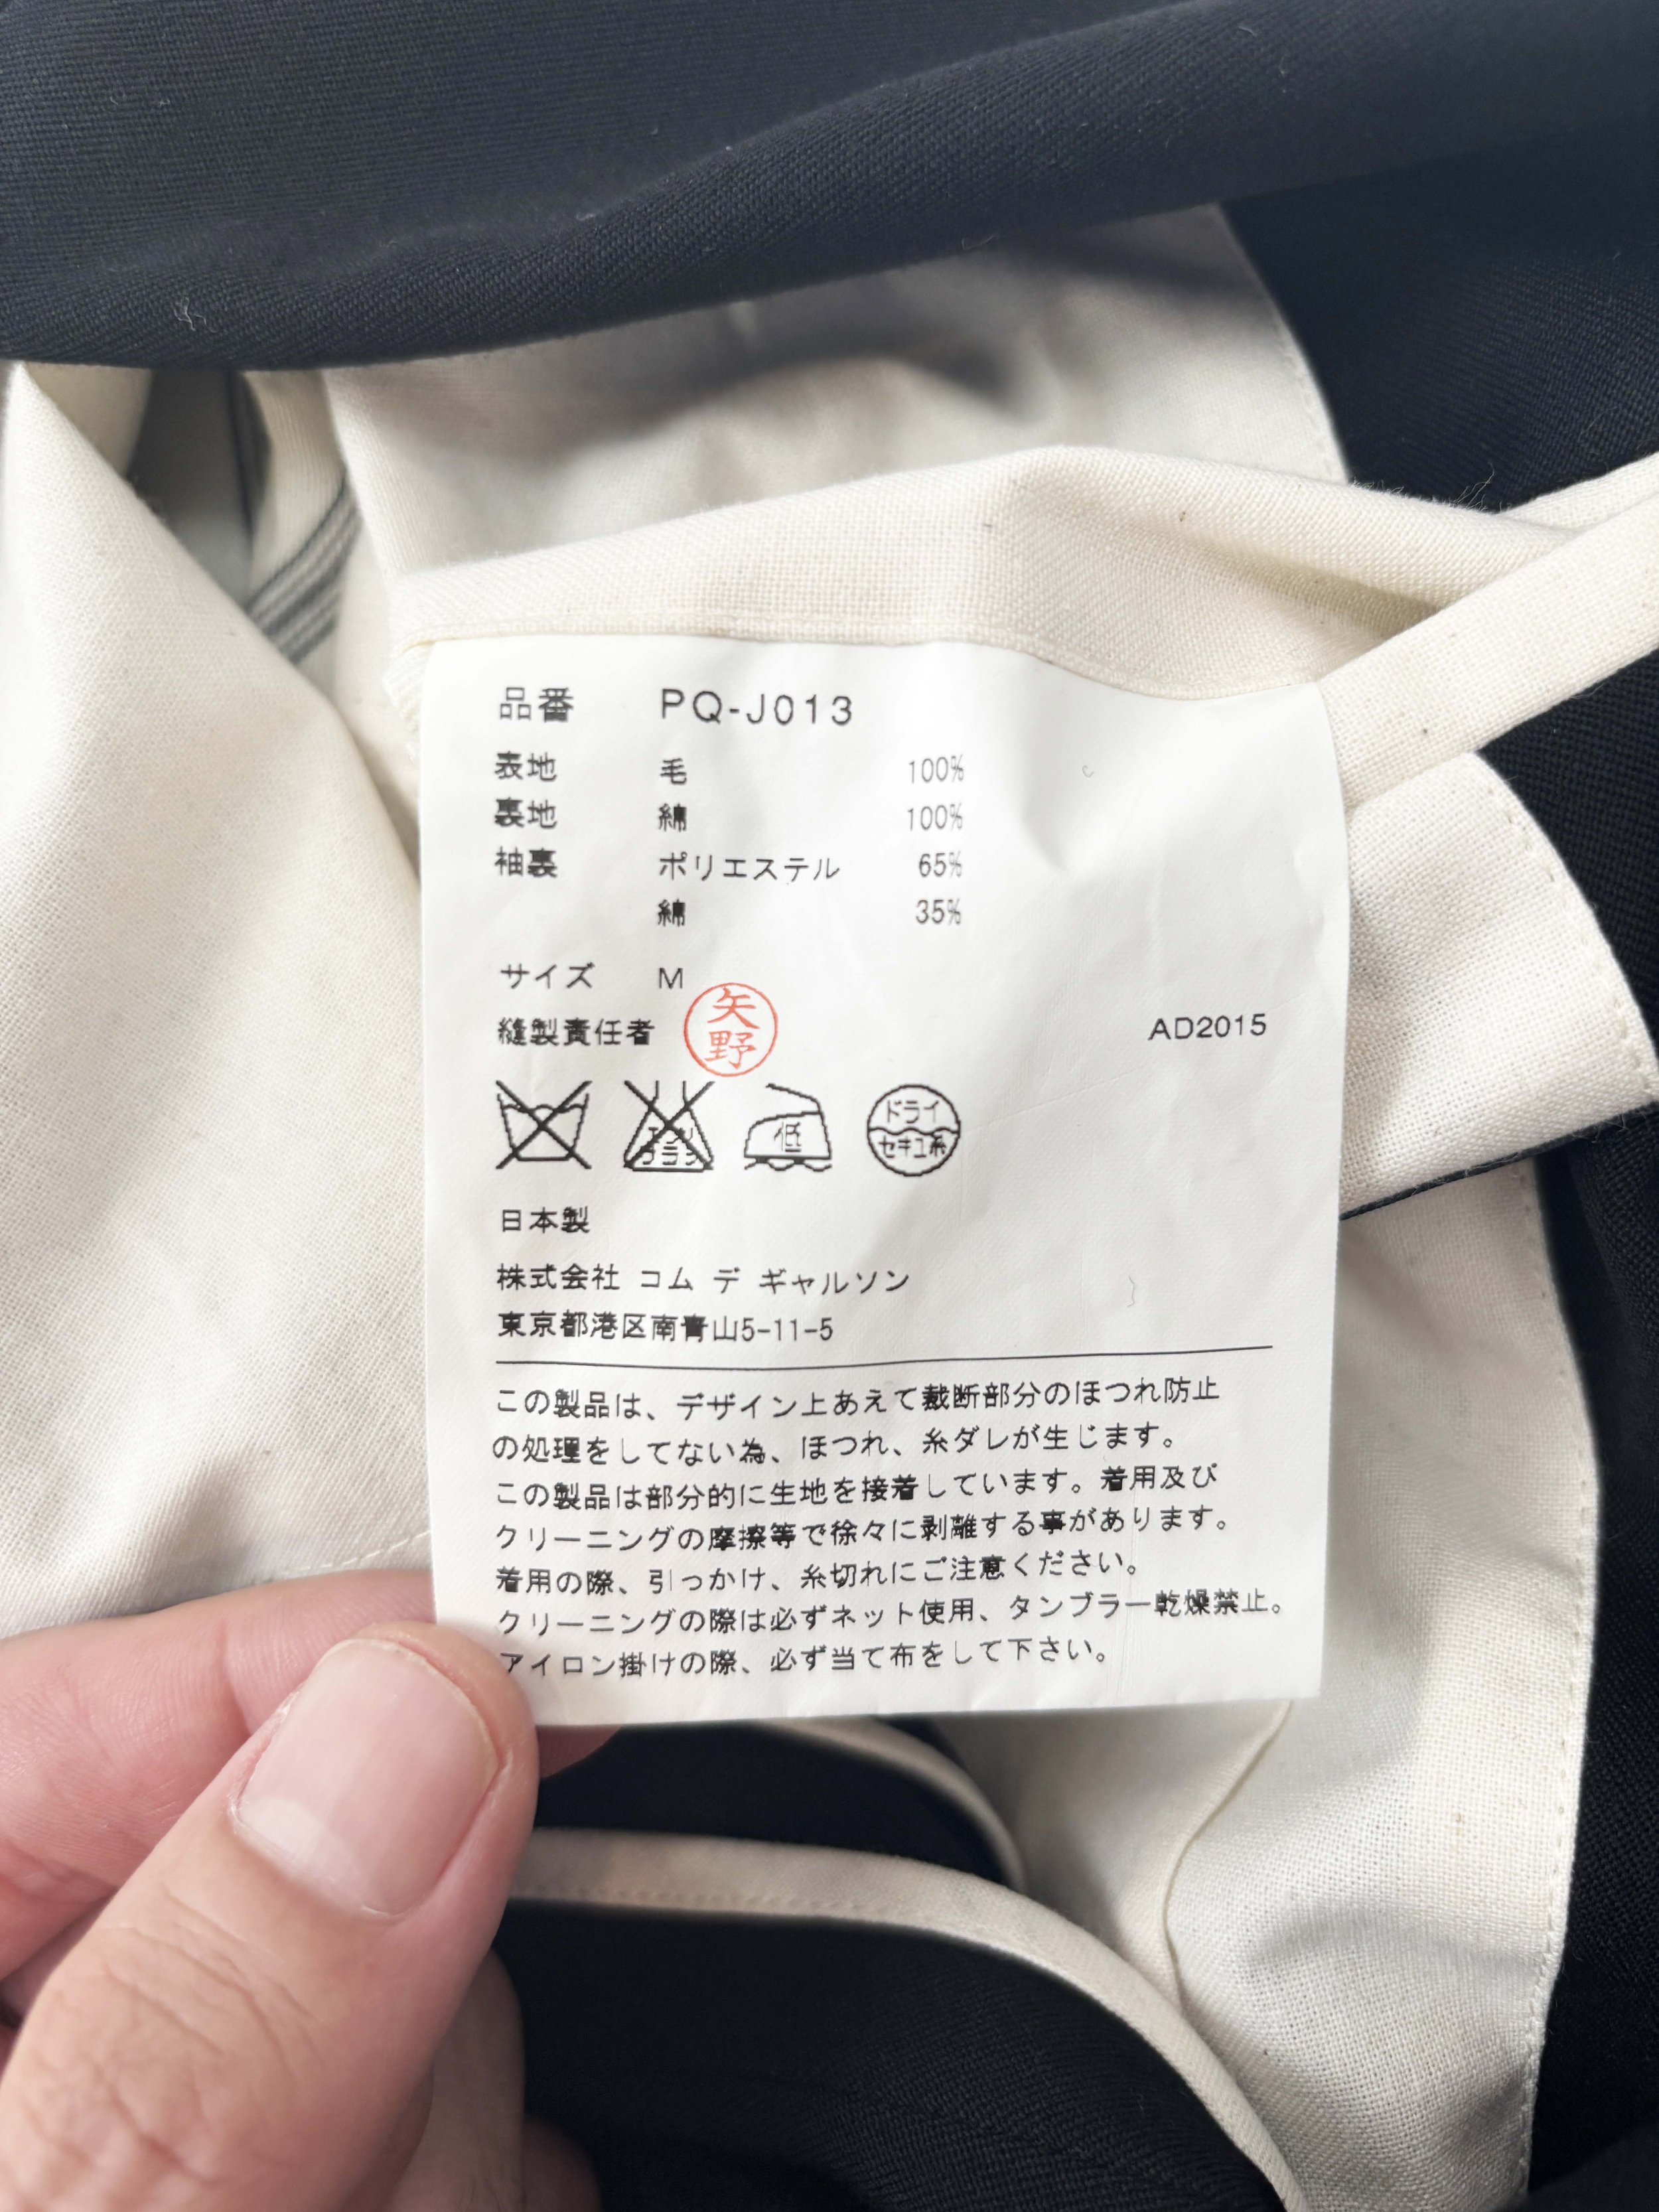 品番 PQ-J013
表地 毛 100%
裏地 綿 100%
袖裏 ポリエステル 65%
綿 35%
サイズ M
縫製責任者 矢野 AD2015
エンソ
サラシ
低
ドライ
セキユ系
日本製
株式会社 コム デ ギャルソン
東京都港区南青山5-11-5
この製品は、デザイン上あえて裁断部分のほつれ防止
の処理をしてない為、ほつれ、糸ダレが生じます。
この製品は部分的に生地を接着しています。着用及び
クリーニングの摩擦等で徐々に剥離する事があります。
着用の際、引っかけ、糸切れにご注意ください。
クリーニングの際は必ずネット使用、タンブラー乾燥禁止。
アイロン掛けの際、必ず当て布をして下さい。